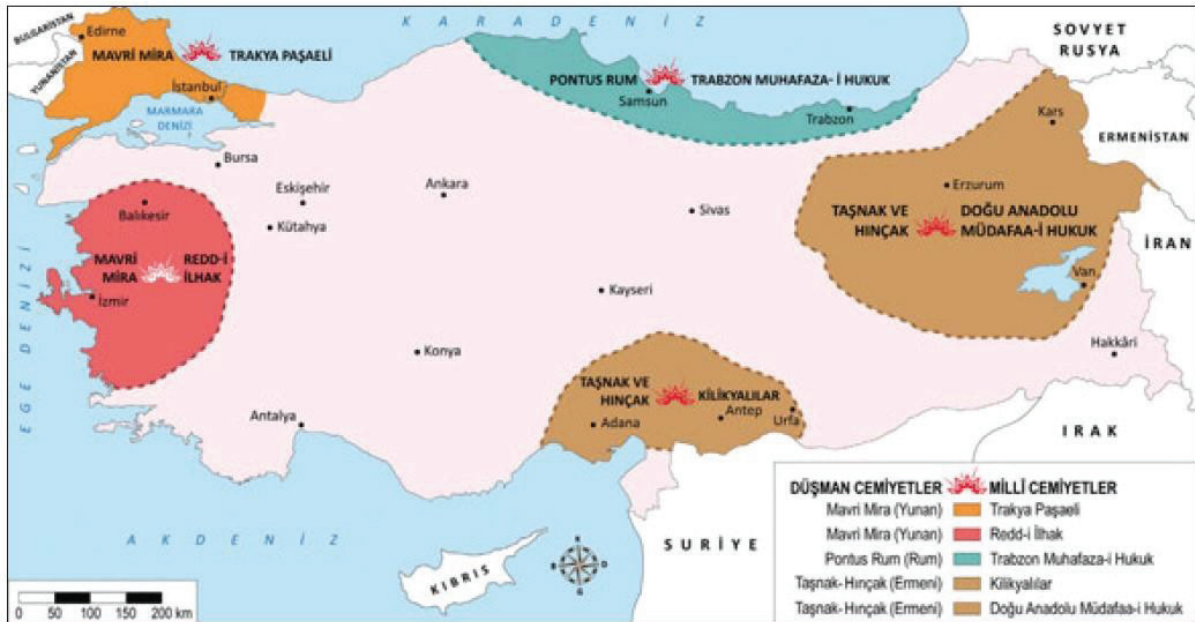 KARADENİZ
BULGARİSTAN
YUNANİSTAN
Edirne
MAVRİ MİRA
TRAKYA PAŞAELİ
İstanbul
MARMARA
DENİZİ
Bursa
PONTUS RUM
TRABZON MUHAFAZA- İ HUKUK
Samsun
Trabzon
SOVYET
RUSYA
Kars
ERMENİSTAN
Eskişehir
Ankara
Sivas
Erzurum
Balıkesir
Kütahya
TAŞNAK VE
HINÇAK
DOĞU ANADOLU
MÜDAFAA-İ HUKUK
İRAN
EGE DENİZİ
MAVRİ
MİRA
REDD-İ
İLHAK
İzmir
Kayseri
Van
Konya
Hakkâri
TAŞNAK VE
HINÇAK
KİLİKYALILAR
Antep
Adana
Urfa
Antalya
IRAK
SURİYE
AKDENİZ
KIBRIS
K
B
D
G
0 50 100 150 200 km
DÜŞMAN CEMİYETLER MİLLÎ CEMİYETLER
Mavri Mira (Yunan) Trakya Paşaeli
Mavri Mira (Yunan) Redd-i İlhak
Pontus Rum (Rum) Trabzon Muhafaza-i Hukuk
Taşnak- Hınçak (Ermeni) Kilikyalılar
Taşnak- Hınçak (Ermeni) Doğu Anadolu Müdafaa-i Hukuk